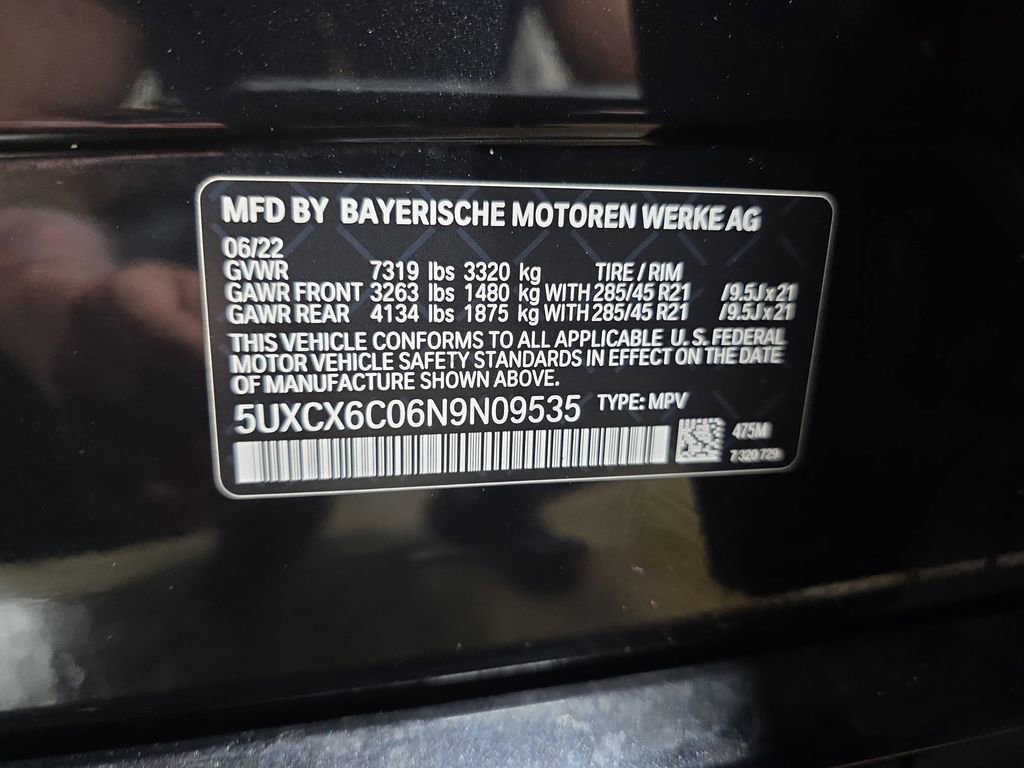 MFD BY BAYERISCHE MOTOREN WERKE AG
06/22
GVWR 7319 lbs 3320 kg TIRE / RIM
GAWR FRONT 3263 lbs 1480 kg WITH 285/45 R21 /9.5J x 21
GAWR REAR 4134 lbs 1875 kg WITH 285/45 R21 /9.5J x 21
THIS VEHICLE CONFORMS TO ALL APPLICABLE U.S. FEDERAL
MOTOR VEHICLE SAFETY STANDARDS IN EFFECT ON THE DATE
OF MANUFACTURE SHOWN ABOVE.
5UXCX6C06N9N09535 TYPE: MPV
475M
7 320 729